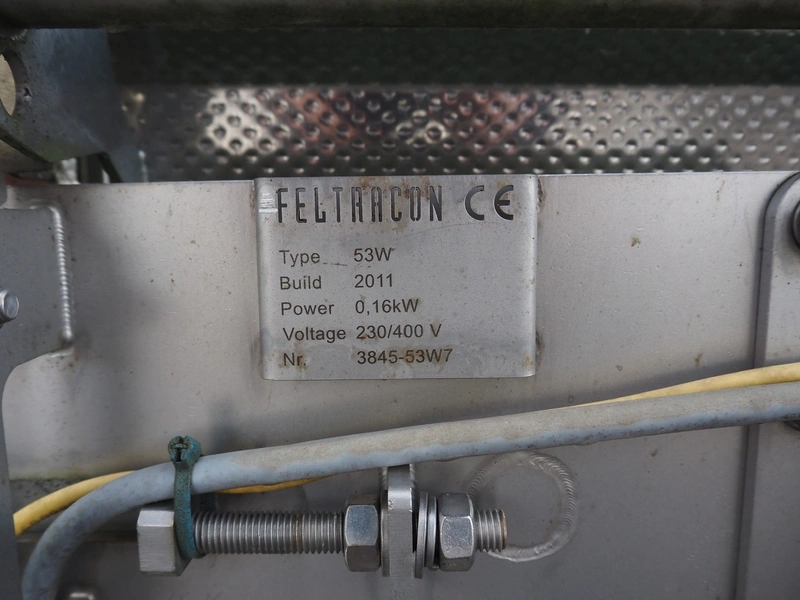 FELTRACON CE
Type 53W
Build 2011
Power 0,16kW
Voltage 230/400 V
Nr. 3845-53W7